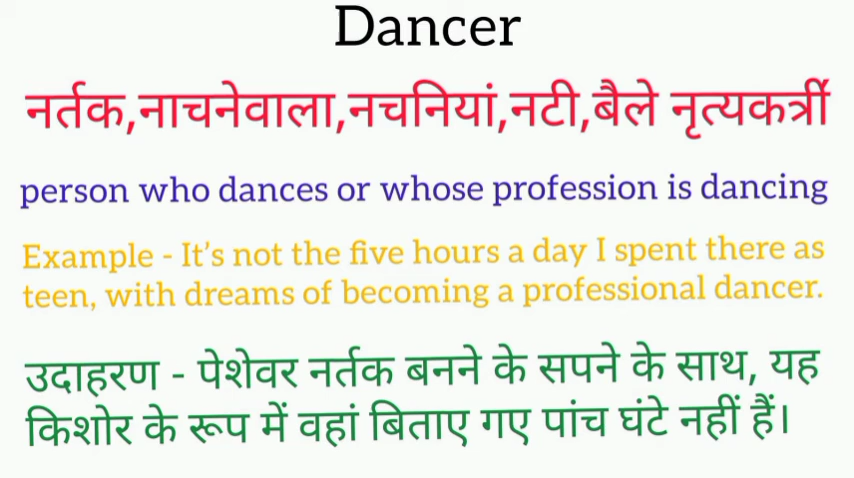 Dancer
नर्तक,नाचनेवाला,नचनियां,नटी,बैले नृत्यकर्त्री
person who dances or whose profession is dancing
Example - It's not the five hours a day I spent there as
teen, with dreams of becoming a professional dancer.
उदाहरण - पेशेवर नर्तक बनने के सपने के साथ, यह
किशोर के रूप में वहां बिताए गए पांच घंटे नहीं हैं।